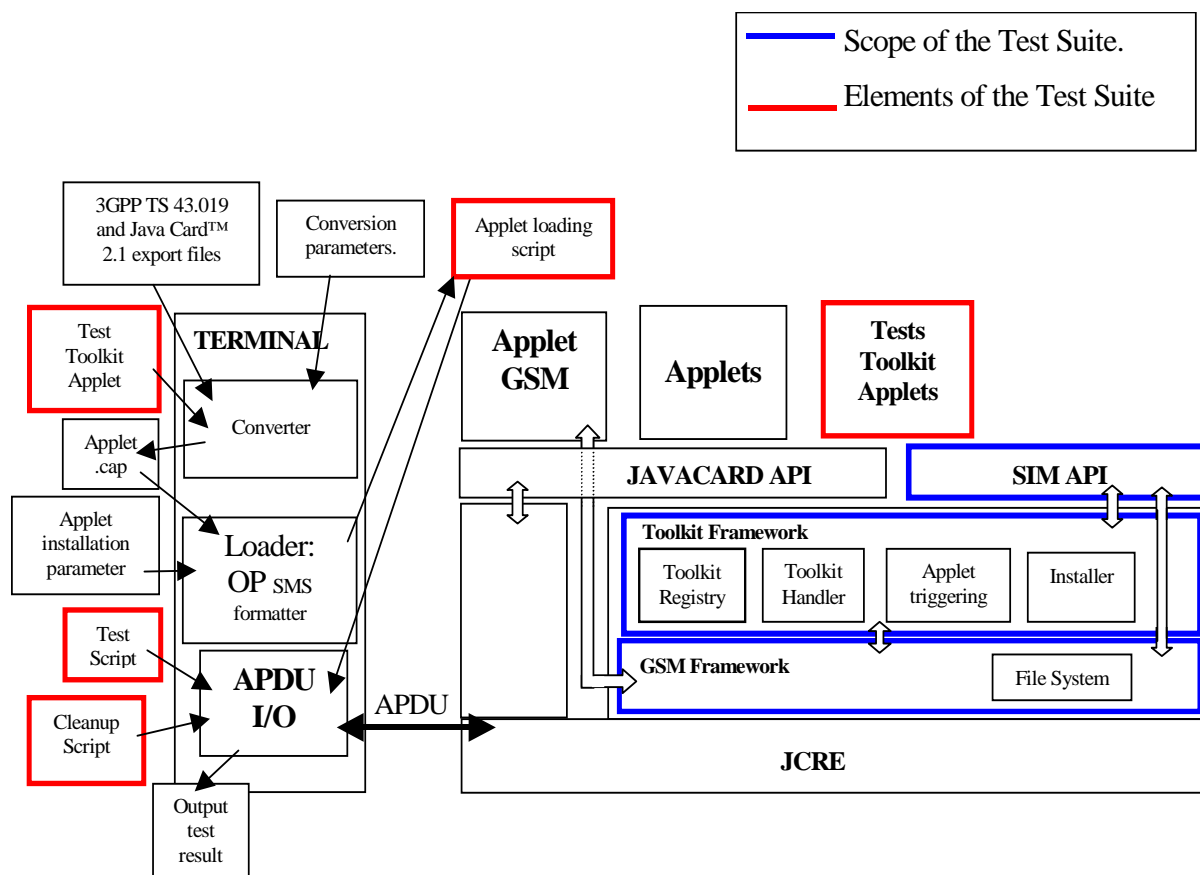 Scope of the Test Suite.
Elements of the Test Suite
3GPP TS 43.019
and Java Card™
2.1 export files
Conversion
parameters.
Applet loading
script
Test
Toolkit
Applet
TERMINAL
Converter
Applet
.cap
Applet
installation
parameter
Loader:
OP SMS
formatter
Test
Script
Cleanup
Script
APDU
I/O
Output
test
result
APDU
Applet
GSM
Applets
Tests
Toolkit
Applets
JAVACARD API
SIM API
Toolkit Framework
Toolkit
Registry
Toolkit
Handler
Applet
triggering
Installer
GSM Framework
File System
JCRE